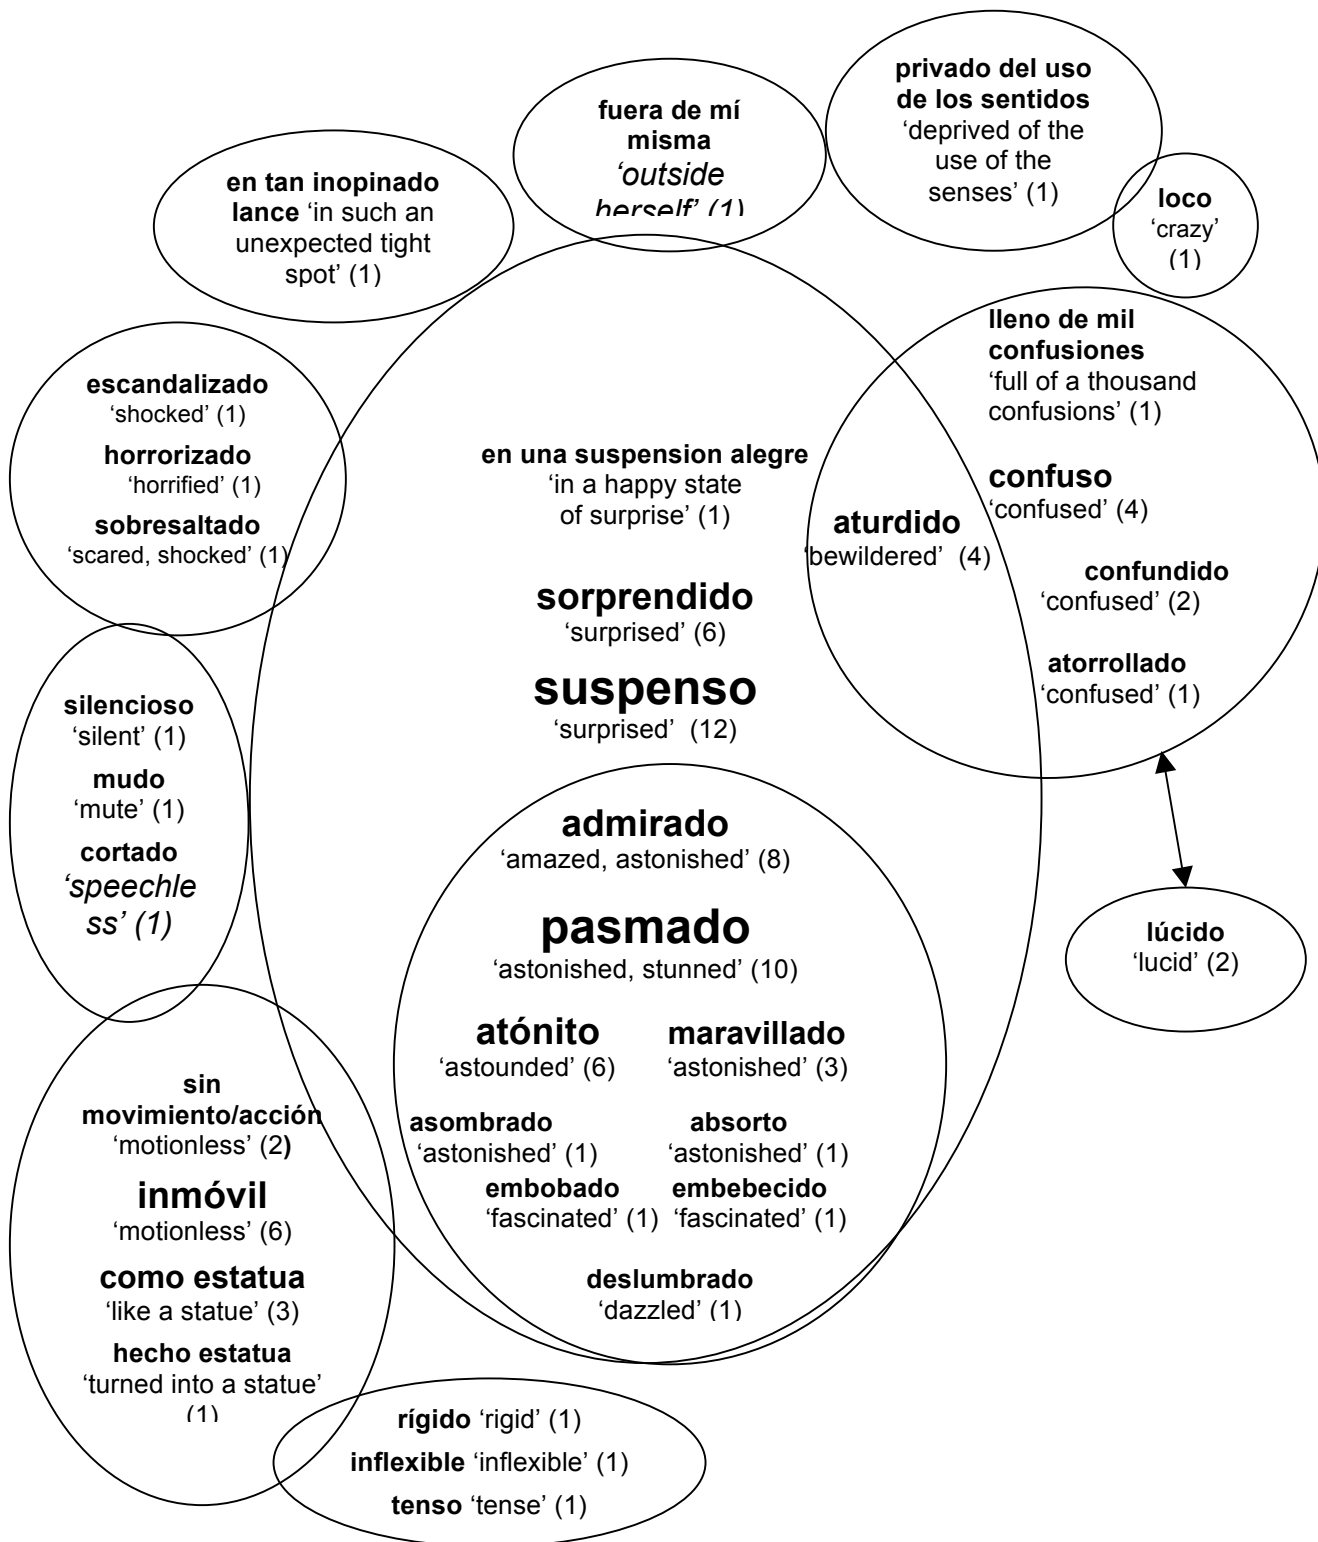 privado del uso
de los sentidos
‘deprived of the
use of the
senses’ (1)
fuera de mí
misma
‘outside
herself’ (1)
en tan inopinado
lance ‘in such an
unexpected tight
spot’ (1)
loco
‘crazy’
(1)
lleno de mil
confusiones
‘full of a thousand
confusions’ (1)
escandalizado
‘shocked’ (1)
horrorizado
‘horrified’ (1)
sobresaltado
‘scared, shocked’ (1)
en una suspension alegre
‘in a happy state
of surprise’ (1)
confuso
‘confused’ (4)
aturdido
‘bewildered’ (4)
confundido
‘confused’ (2)
atorrollado
‘confused’ (1)
sorprendido
‘surprised’ (6)
suspenso
‘surprised’ (12)
silencioso
‘silent’ (1)
mudo
‘mute’ (1)
cortado
‘speechle
ss’ (1)
admirado
‘amazed, astonished’ (8)
pasmado
‘astonished, stunned’ (10)
lúcido
‘lucid’ (2)
atónito
‘astounded’ (6)
maravillado
‘astonished’ (3)
asombrado
‘astonished’ (1)
absorto
‘astonished’ (1)
embobado
‘fascinated’ (1)
embebecido
‘fascinated’ (1)
deslumbrado
‘dazzled’ (1)
sin
movimiento/acción
‘motionless’ (2)
inmóvil
‘motionless’ (6)
como estatua
‘like a statue’ (3)
hecho estatua
‘turned into a statue’
(1)
rígido ‘rigid’ (1)
inflexible ‘inflexible’ (1)
tenso ‘tense’ (1)